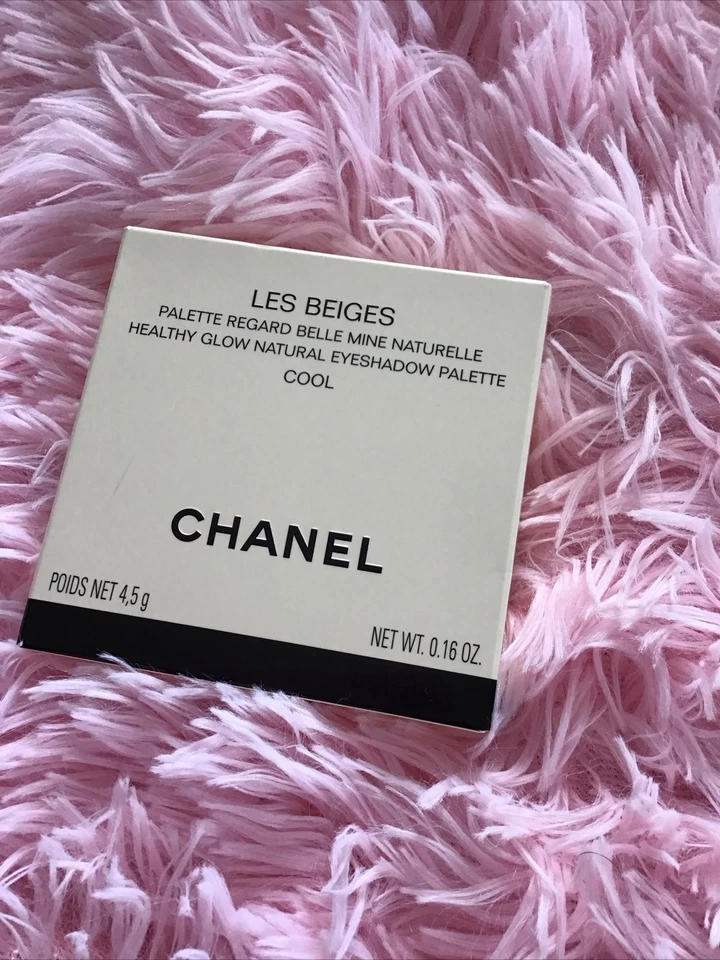 LES BEIGES
PALETTE REGARD BELLE MINE NATURELLE
HEALTHY GLOW NATURAL EYESHADOW PALETTE
COOL
CHANEL
POIDS NET 4,5 g
NET WT. 0.16 OZ.